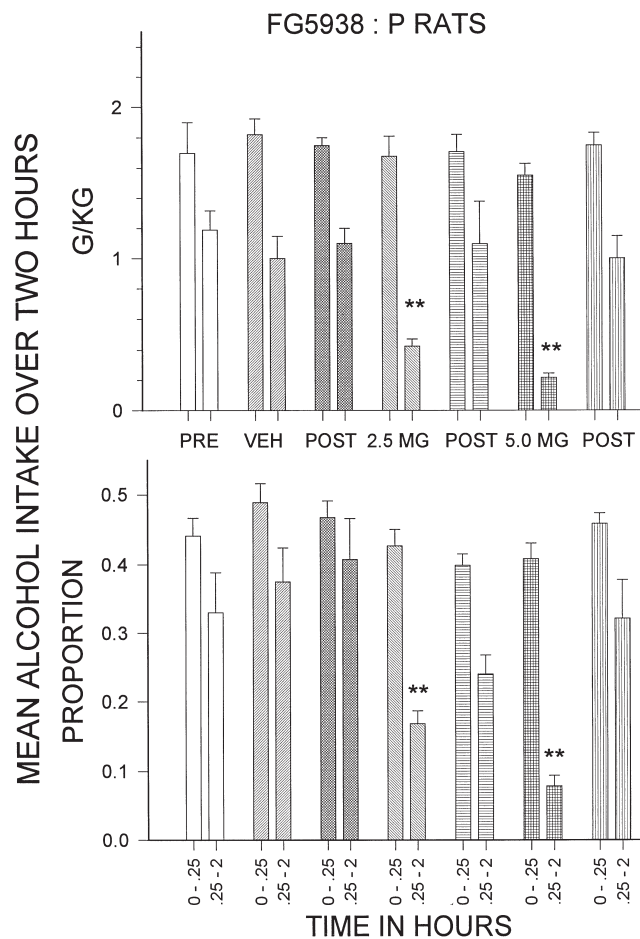 FG5938 : P RATS
MEAN ALCOHOL INTAKE OVER TWO HOURS
G/KG
2
1
0
**
**
PRE VEH POST 2.5 MG POST 5.0 MG POST
PROPORTION
0.5
0.4
0.3
0.2
0.1
0.0
**
**
0 - .25 .25 - 2 0 - .25 .25 - 2 0 - .25 .25 - 2 0 - .25 .25 - 2 0 - .25 .25 - 2 0 - .25 .25 - 2 0 - .25 .25 - 2
TIME IN HOURS